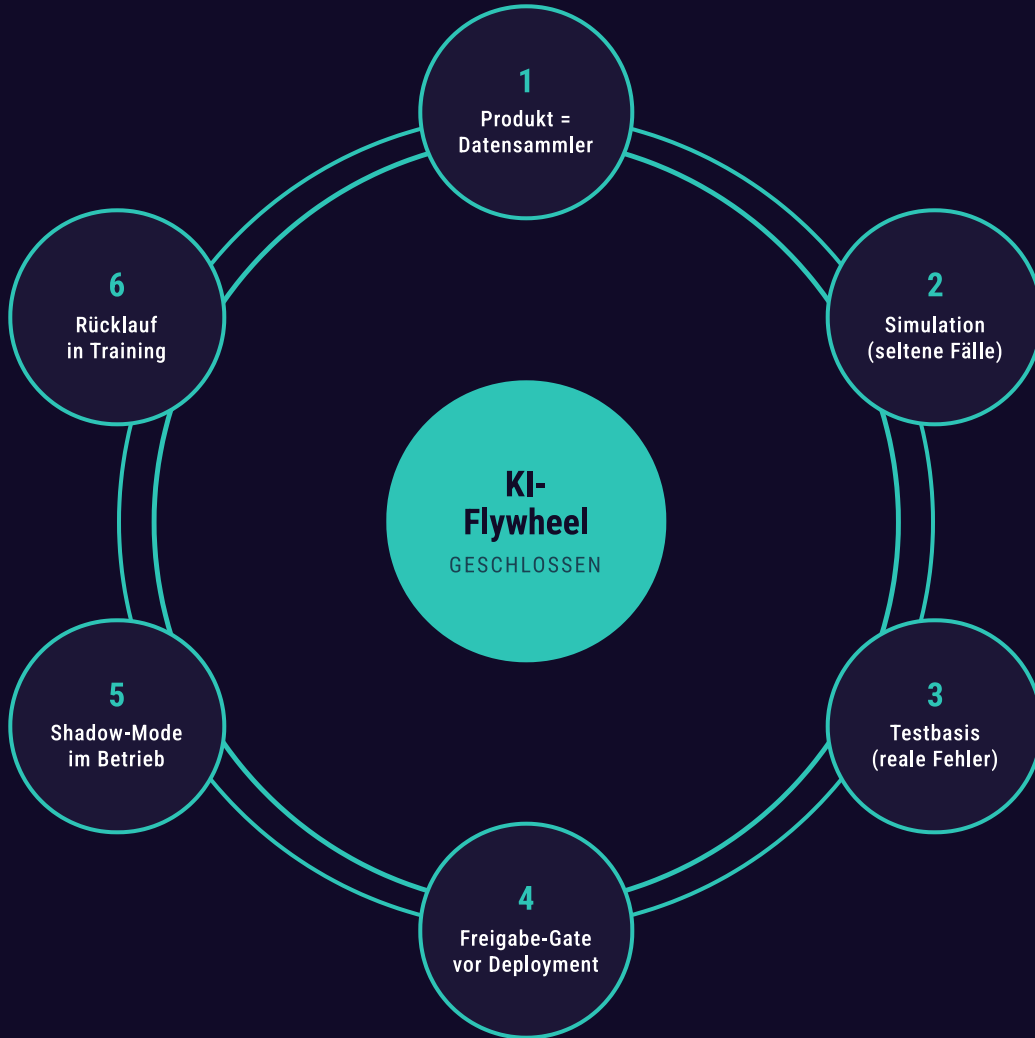 1
Produkt =
Datensammler
2
Simulation
(seltene Fälle)
3
Testbasis
(reale Fehler)
4
Freigabe-Gate
vor Deployment
5
Shadow-Mode
im Betrieb
6
Rücklauf
in Training
KI-
Flywheel
GESCHLOSSEN